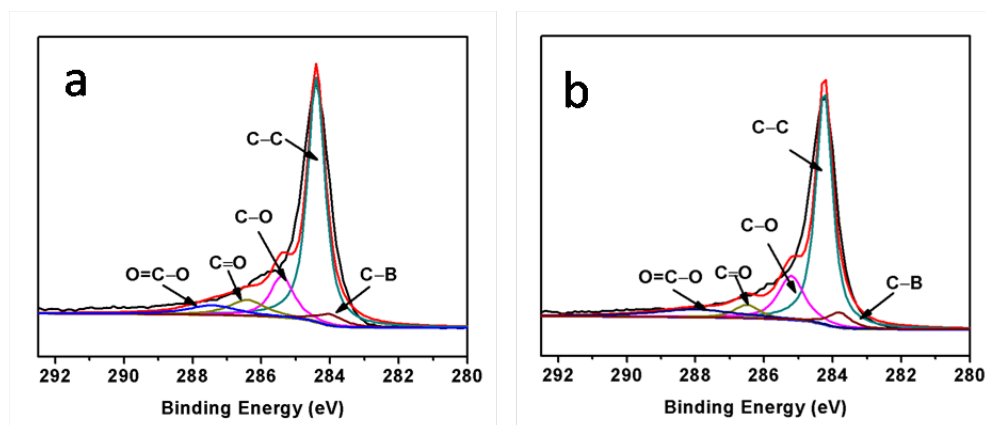 a
C–C
C–O
C=O
O=C–O
C–B
292 290 288 286 284 282 280
Binding Energy (eV)
b
C–C
C–O
C=O
O=C–O
C–B
292 290 288 286 284 282 280
Binding Energy (eV)